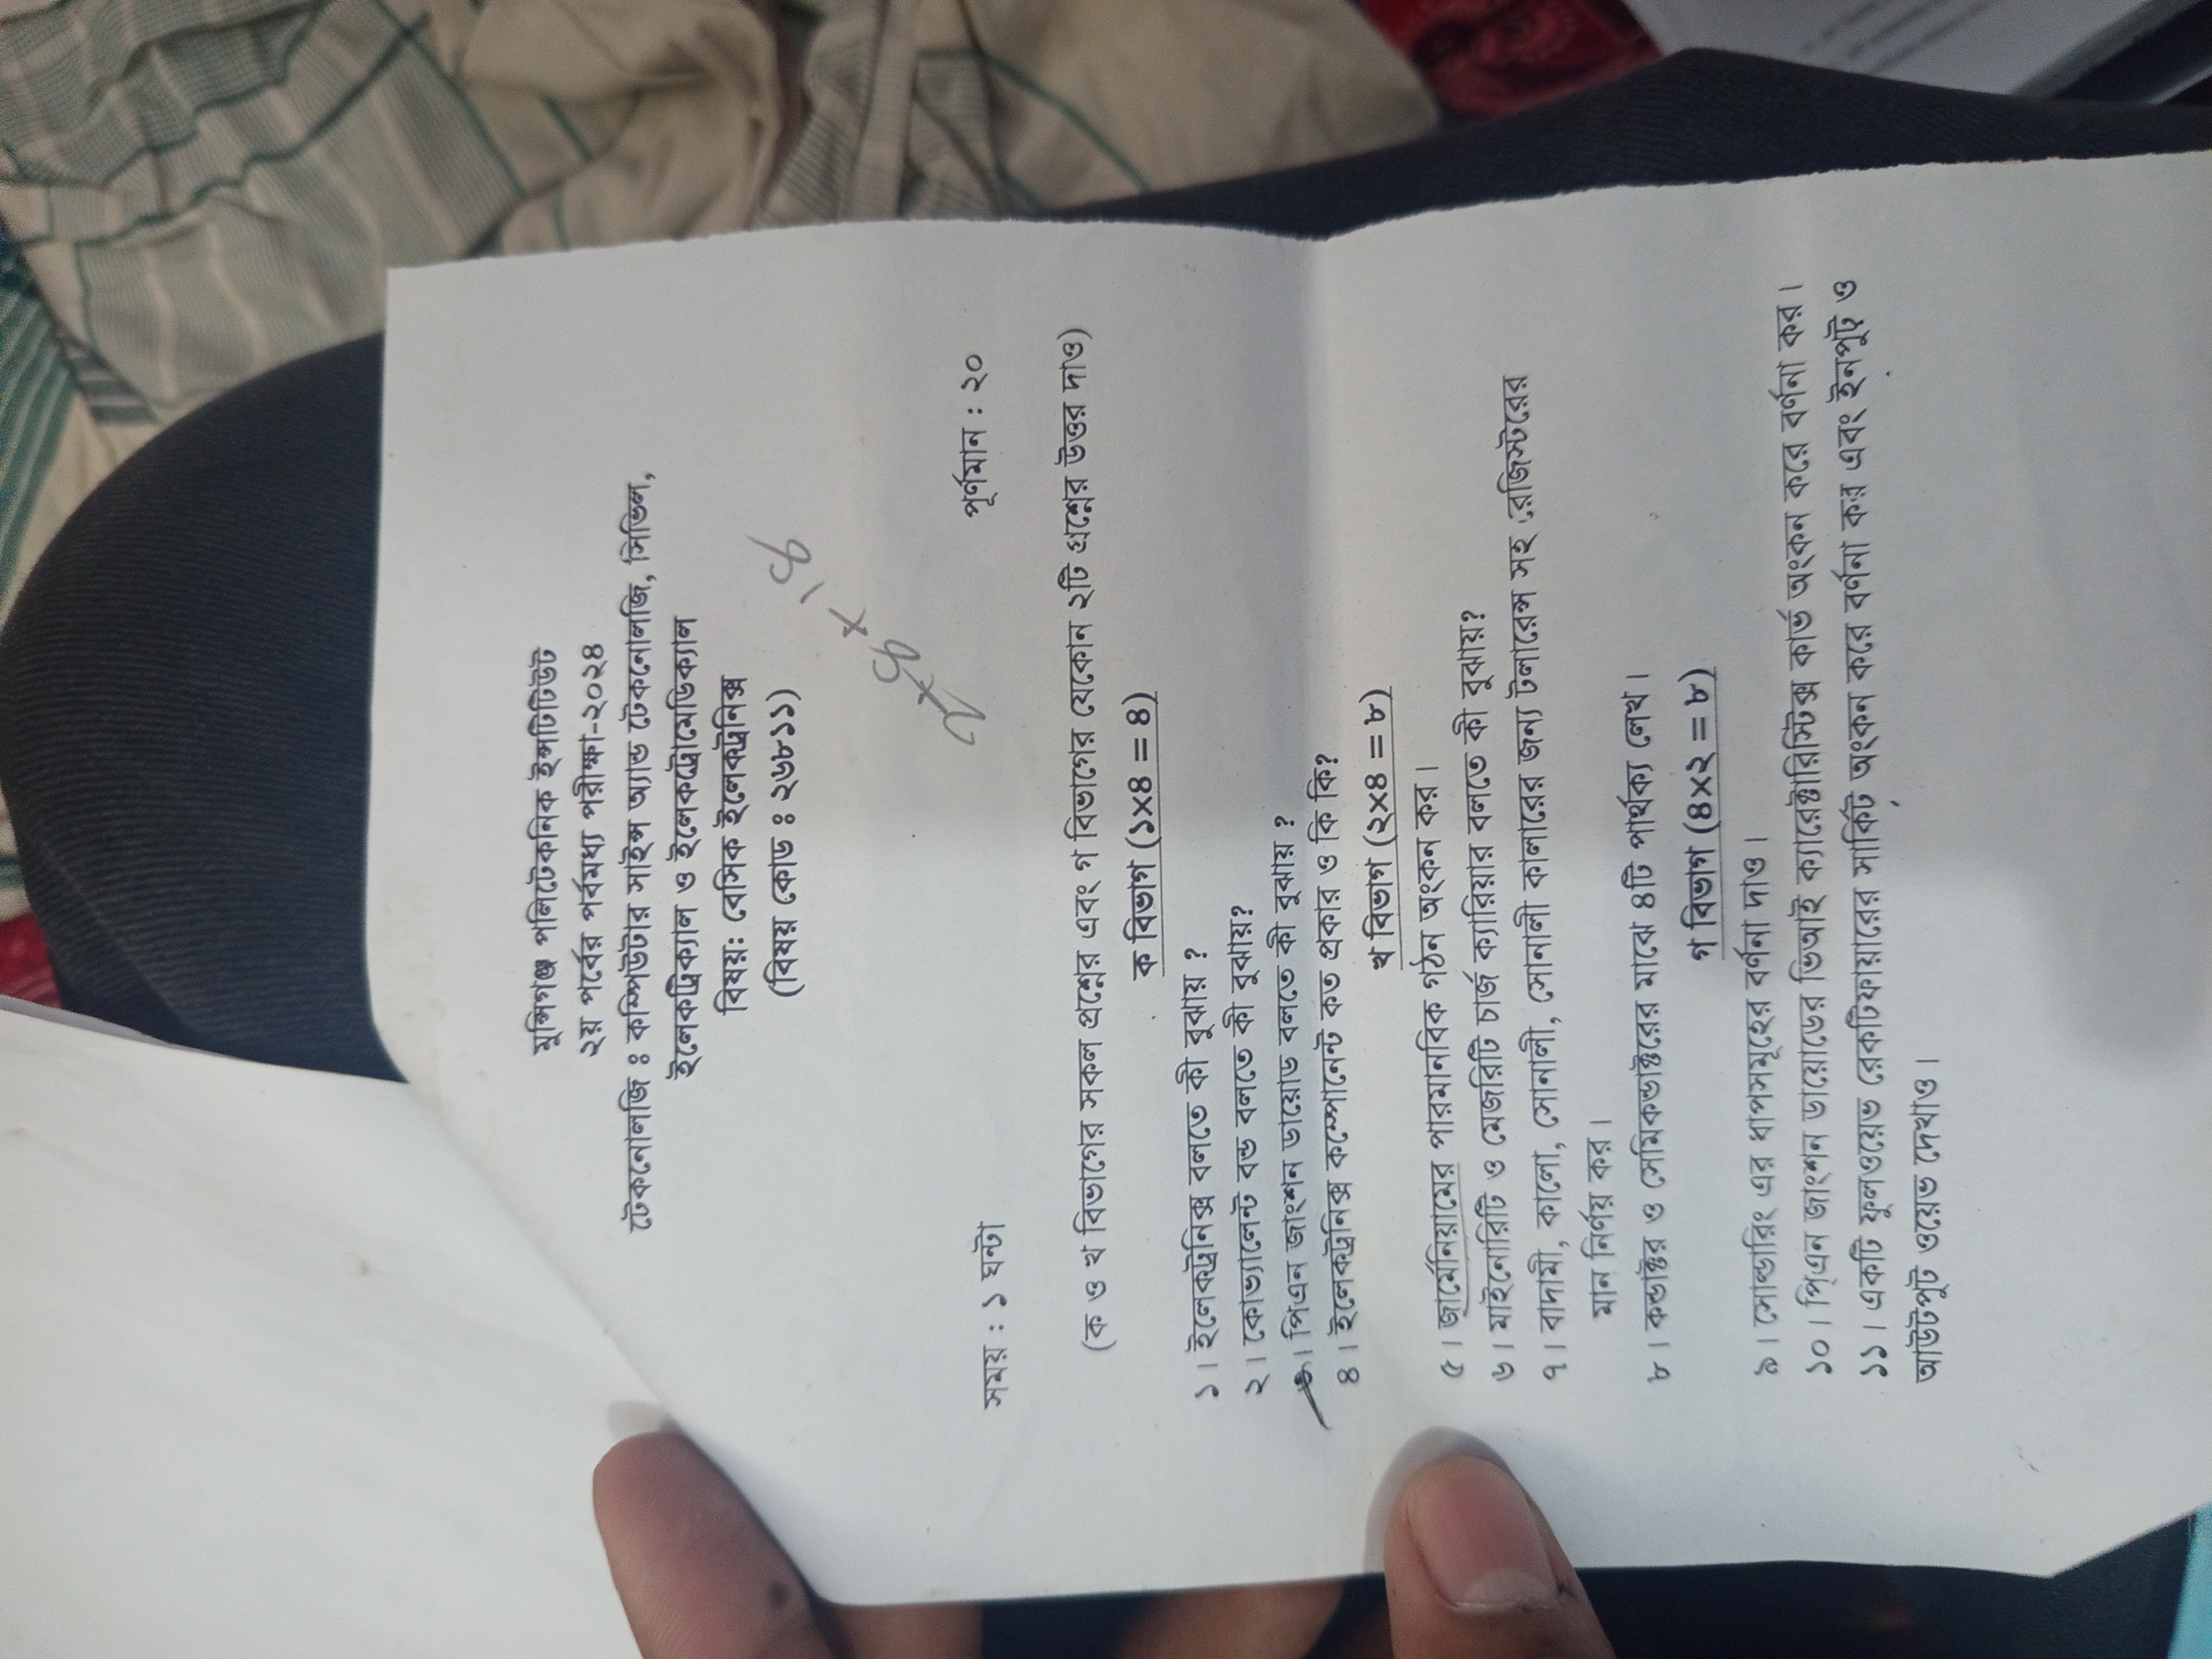 মুন্সিগঞ্জ পলিটেকনিক ইন্সটিটিউট
২য় পর্বের পর্বমধ্য পরীক্ষা-২০২৪
টেকনোলজি ঃ কম্পিউটার সাইন্স অ্যান্ড টেকনোলজি, সিভিল,
ইলেকট্রিক্যাল ও ইলেকট্রোমেডিক্যাল
বিষয়ঃ বেসিক ইলেকট্রনিক্স
(বিষয় কোড ঃ ২৬৮১১)
সময় : ১ ঘন্টা পূর্ণমান : ২০
(ক ও খ বিভাগের সকল প্রশ্নের এবং গ বিভাগের যেকোন ২টি প্রশ্নের উত্তর দাও)
ক বিভাগ (১×৪ = ৪)
১। ইলেকট্রনিক্স বলতে কী বুঝায় ?
২। কোভ্যালেন্ট বন্ড বলতে কী বুঝায়?
৩। পিএন জাংশন ডায়োড বলতে কী বুঝায় ?
৪। ইলেকট্রনিক্স কম্পোনেন্ট কত প্রকার ও কি কি?
খ বিভাগ (২×৪ = ৮)
৫। জার্মেনিয়ামের পারমানবিক গঠন অংকন কর।
৬। মাইনোরিটি ও মেজরিটি চার্জ ক্যারিয়ার বলতে কী বুঝায়?
৭। বাদামী, কালো, সোনালী, সোনালী কালারের জন্য টলারেন্স সহ রেজিস্টরের
মান নির্ণয় কর।
৮। কন্ডাক্টর ও সেমিকন্ডাক্টরের মাঝে ৪টি পার্থক্য লেখ।
গ বিভাগ (৪×২ = ৮)
৯। সোল্ডারিং এর ধাপসমূহের বর্ণনা দাও।
১০। পিএন জাংশন ডায়োডের ভিআই ক্যারেক্টারিস্টিক্স কার্ভ অংকন করে বর্ণনা কর।
১১। একটি ফুলওয়েভ রেকটিফায়ারের সার্কিট অংকন করে বর্ণনা কর এবং ইনপুট ও
আউটপুট ওয়েভ দেখাও।